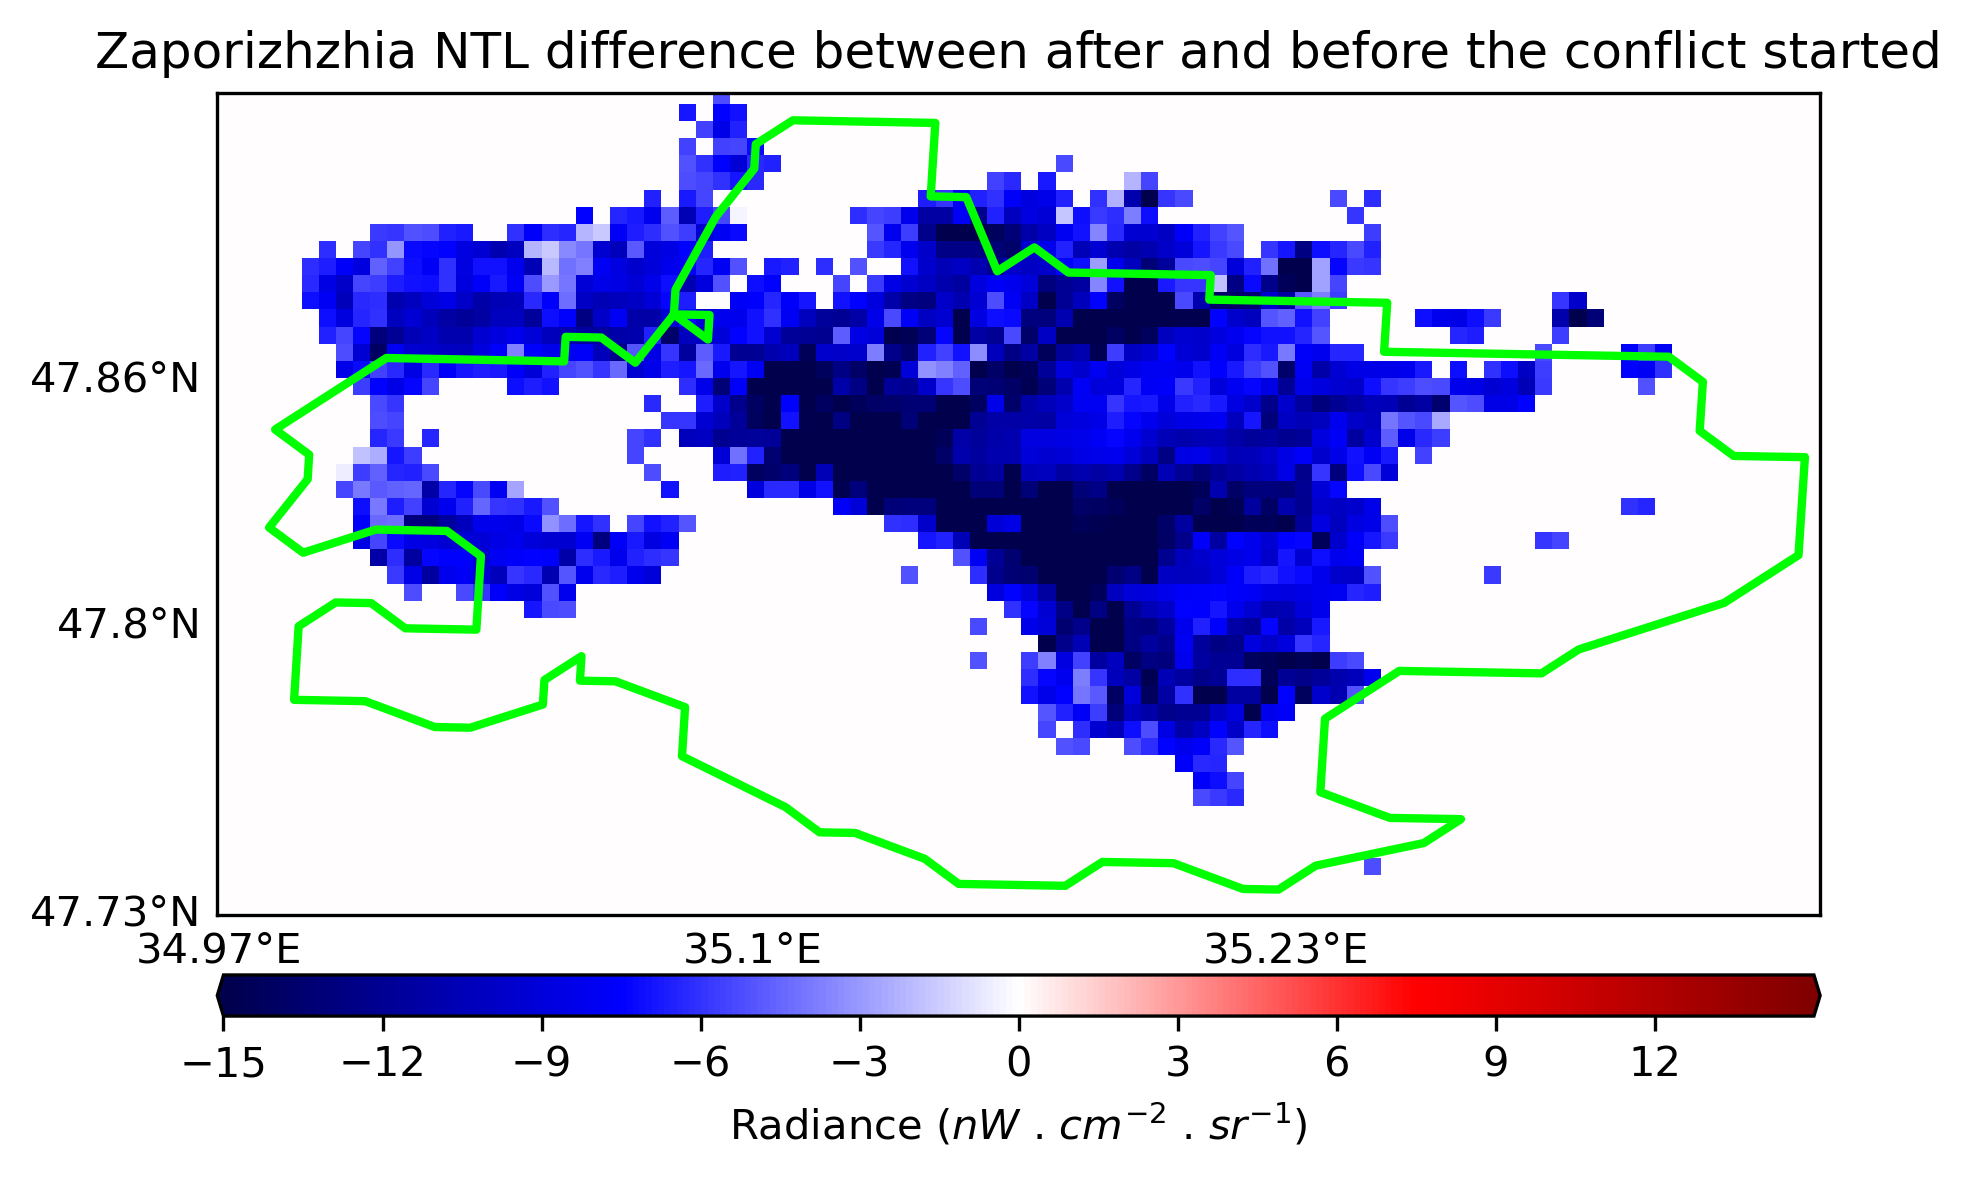 Zaporizhzhia NTL difference between after and before the conflict started
47.86°N
47.8°N
47.73°N
34.97°E 35.1°E 35.23°E
−15 −12 −9 −6 −3 0 3 6 9 12
Radiance (nW . cm⁻² . sr⁻¹)